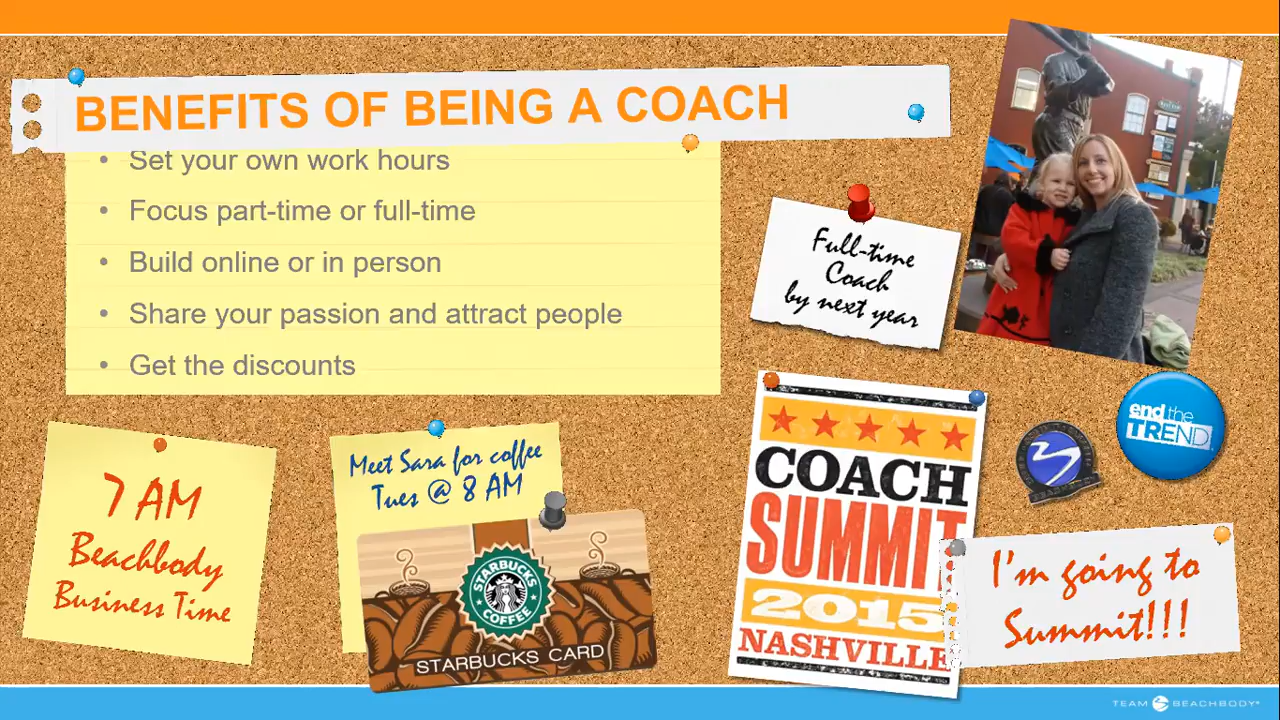 BENEFITS OF BEING A COACH
• Set your own work hours
• Focus part-time or full-time
• Build online or in person
• Share your passion and attract people
• Get the discounts
Full-time
Coach
by next year
7 AM
Beachbody
Business Time
Meet Sara for coffee
Tues @ 8 AM
STARBUCKS
COFFEE
STARBUCKS CARD
COACH
SUMMIT
2015
NASHVILLE
end the
TREND
I'm going to
Summit!!!
TEAM BEACHBODY